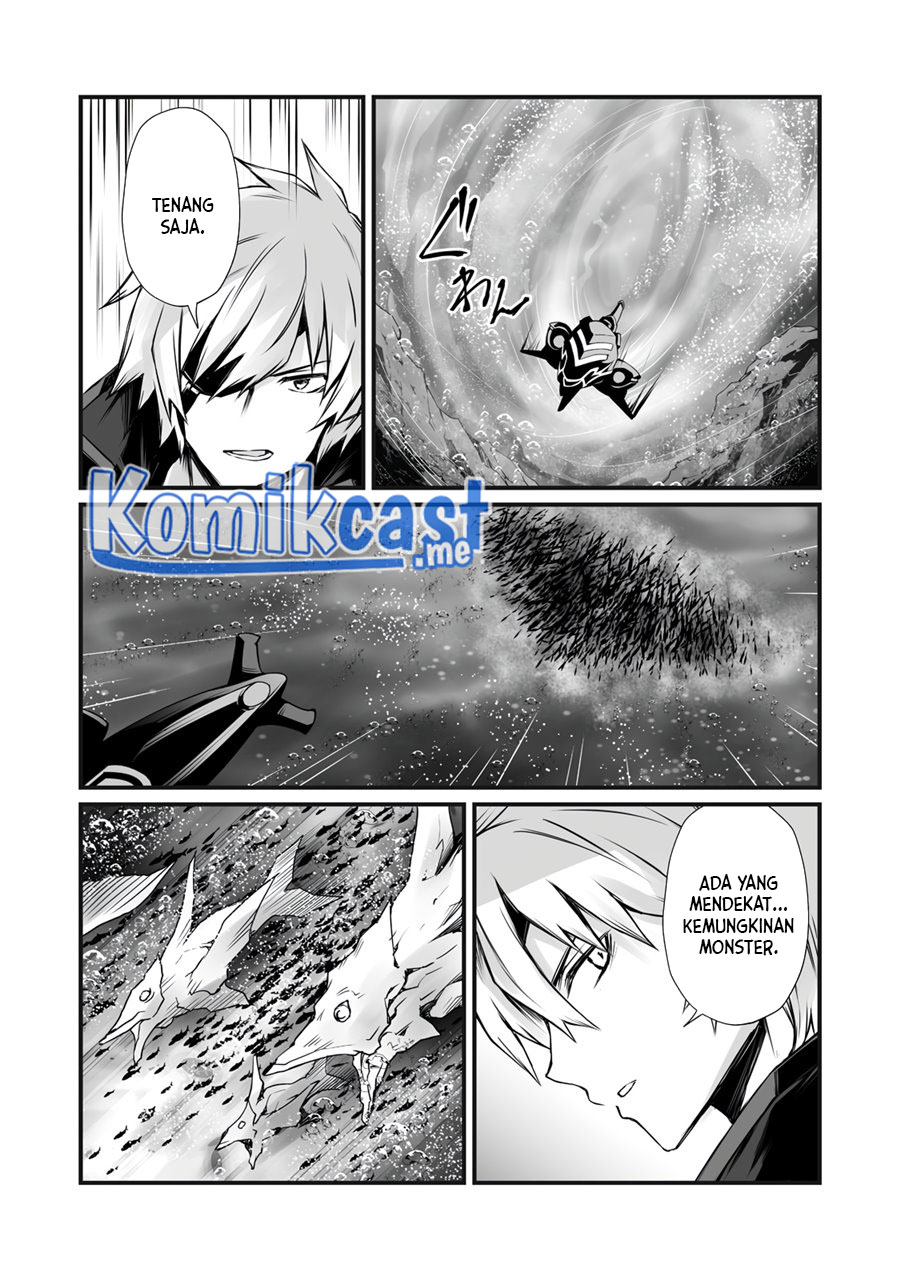 TENANG
SAJA.
ぐ
わん
Komikcast
.me
ADA YANG
MENDEKAT...
KEMUNGKINAN
MONSTER.